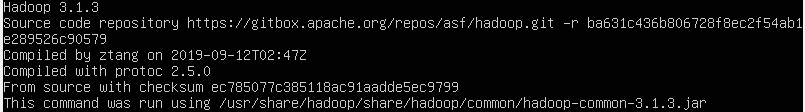 Hadoop 3.1.3
Source code repository https://gitbox.apache.org/repos/asf/hadoop.git -r ba631c436b806728f8ec2f54ab1
e289526c90579
Compiled by ztang on 2019-09-12T02:47Z
Compiled with protoc 2.5.0
From source with checksum ec785077c385118ac91aadde5ec9799
This command was run using /usr/share/hadoop/share/hadoop/common/hadoop-common-3.1.3.jar